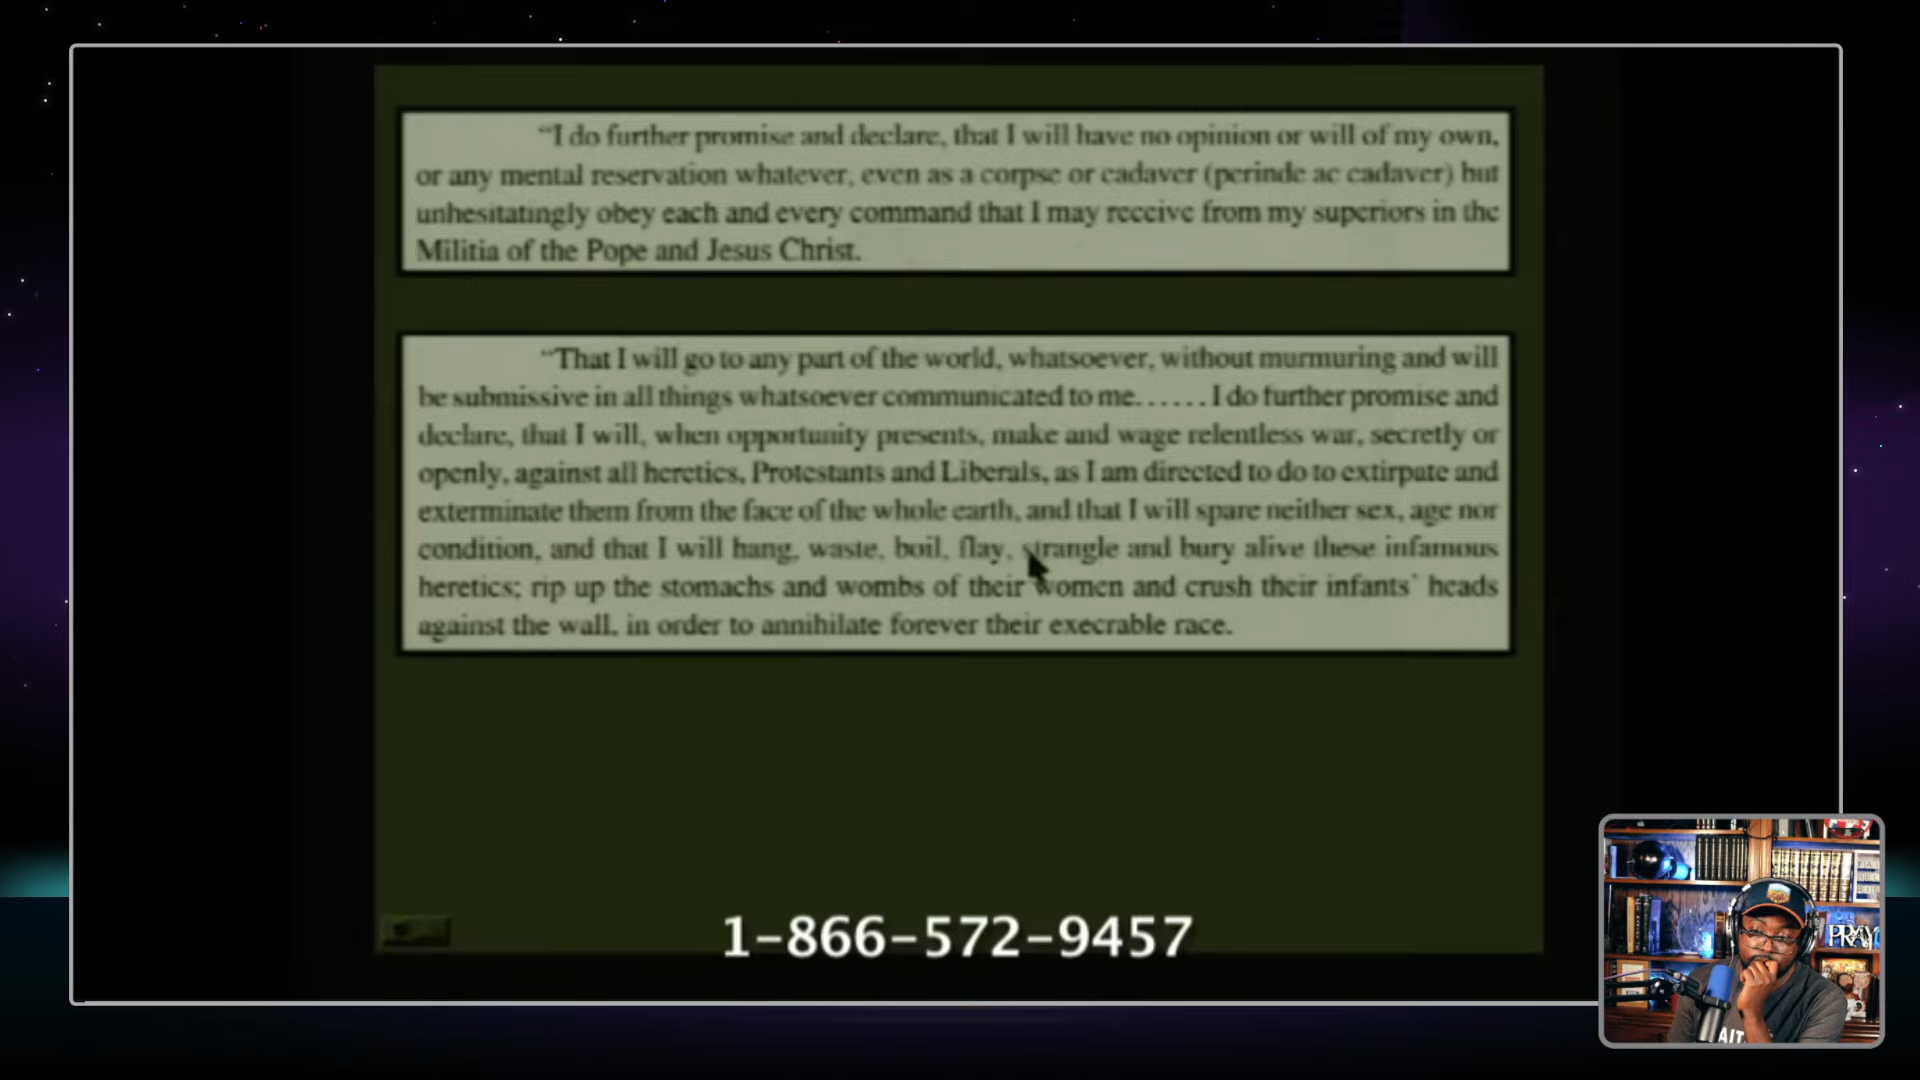 “I do further promise and declare, that I will have no opinion or will of my own,
or any mental reservation whatever, even as a corpse or cadaver (perinde ac cadaver) but
unhesitatingly obey each and every command that I may receive from my superiors in the
Militia of the Pope and Jesus Christ.
“That I will go to any part of the world, whatsoever, without murmuring and will
be submissive in all things whatsoever communicated to me......I do further promise and
declare, that I will, when opportunity presents, make and wage relentless war, secretly or
openly, against all heretics, Protestants and Liberals, as I am directed to do to extirpate and
exterminate them from the face of the whole earth, and that I will spare neither sex, age nor
condition, and that I will hang, waste, boil, flay, strangle and bury alive these infamous
heretics; rip up the stomachs and wombs of their women and crush their infants' heads
against the wall, in order to annihilate forever their execrable race.
1-866-572-9457
PRAY